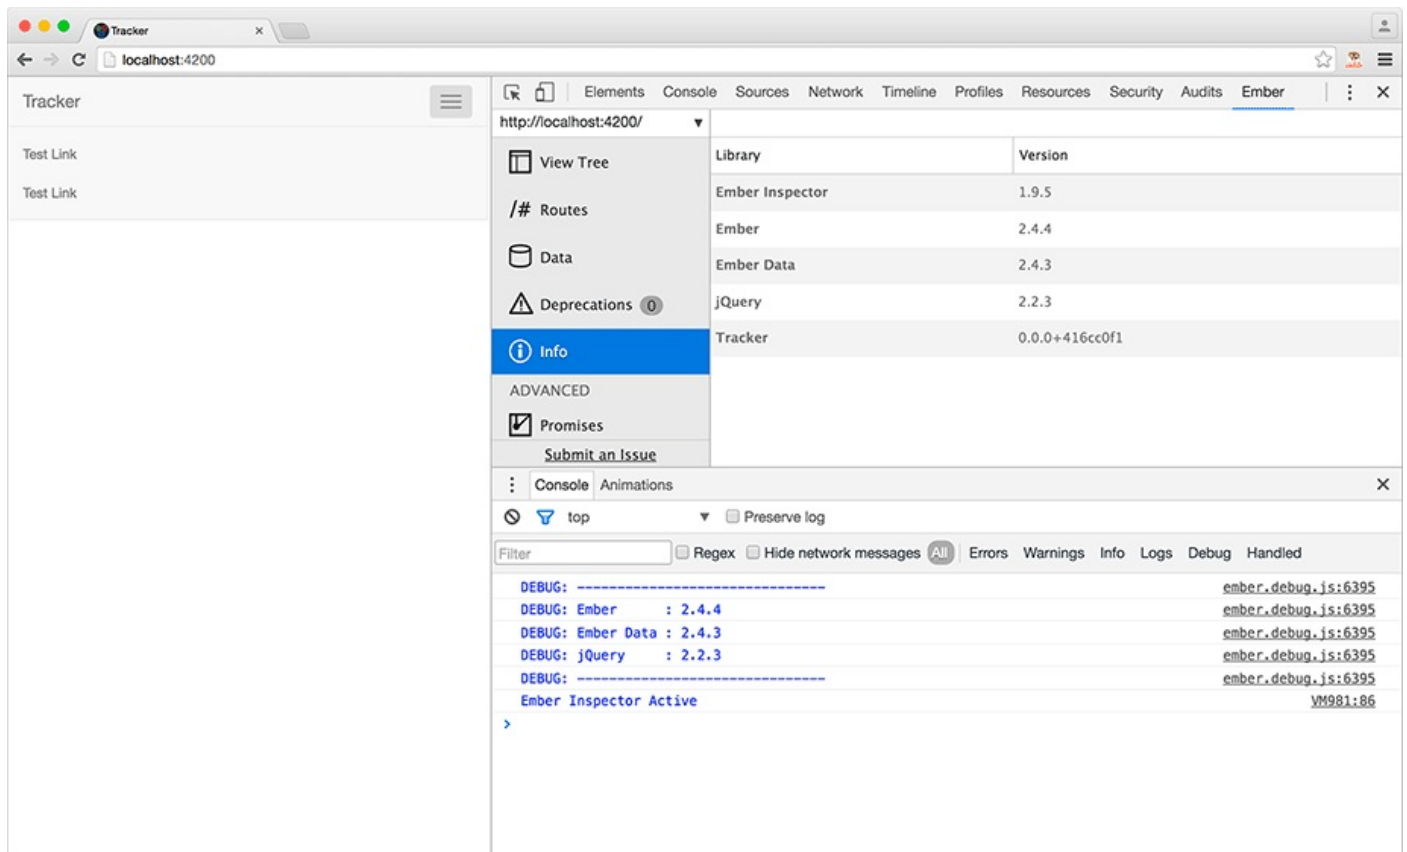 Tracker
localhost:4200
Tracker
Test Link
Test Link
Elements Console Sources Network Timeline Profiles Resources Security Audits Ember
http://localhost:4200/
View Tree
/# Routes
Data
Deprecations 0
Info
ADVANCED
Promises
Submit an Issue
Library Version
Ember Inspector 1.9.5
Ember 2.4.4
Ember Data 2.4.3
jQuery 2.2.3
Tracker 0.0.0+416cc0f1
Console Animations
top Preserve log
Filter Regex Hide network messages All Errors Warnings Info Logs Debug Handled
DEBUG: ------------------------------- ember.debug.js:6395
DEBUG: Ember : 2.4.4 ember.debug.js:6395
DEBUG: Ember Data : 2.4.3 ember.debug.js:6395
DEBUG: jQuery : 2.2.3 ember.debug.js:6395
DEBUG: ------------------------------- ember.debug.js:6395
Ember Inspector Active VM981:86
>